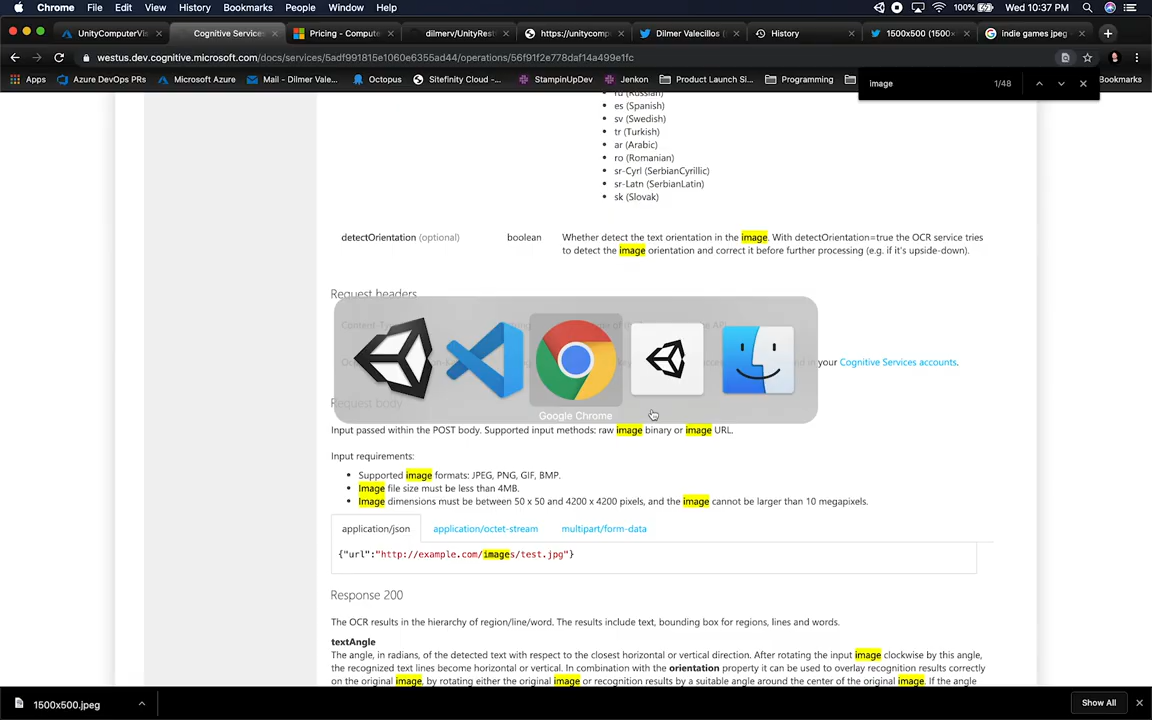 Chrome File Edit View History Bookmarks People Window Help 100% Wed 10:37 PM
UnityComputerVis Cognitive Service Pricing - Compute dilmerv/UnityRest https://unitycomp Dilmer Valecillos ( History 1500x500 (1500× indie games jpeg
westus.dev.cognitive.microsoft.com/docs/services/5adf991815e1060e6355ad44/operations/56f91f2e778daf14a499e1fc
Apps Azure DevOps PRs Microsoft Azure Mail - Dilmer Vale... Octopus Sitefinity Cloud -... StampinUpDev Jenkon Product Launch Si... Programming Bookmarks
image 1/48
ru (Russian)
es (Spanish)
sv (Swedish)
tr (Turkish)
ar (Arabic)
ro (Romanian)
sr-Cyrl (SerbianCyrillic)
sr-Latn (SerbianLatin)
sk (Slovak)
detectOrientation (optional) boolean Whether detect the text orientation in the image. With detectOrientation=true the OCR service tries
to detect the image orientation and correct it before further processing (e.g. if it's upside-down).
Request headers
in your Cognitive Services accounts.
Google Chrome
Request body
Input passed within the POST body. Supported input methods: raw image binary or image URL.
Input requirements:
Supported image formats: JPEG, PNG, GIF, BMP.
Image file size must be less than 4MB.
Image dimensions must be between 50 x 50 and 4200 x 4200 pixels, and the image cannot be larger than 10 megapixels.
application/json application/octet-stream multipart/form-data
{"url":"http://example.com/images/test.jpg"}
Response 200
The OCR results in the hierarchy of region/line/word. The results include text, bounding box for regions, lines and words.
textAngle
The angle, in radians, of the detected text with respect to the closest horizontal or vertical direction. After rotating the input image clockwise by this angle,
the recognized text lines become horizontal or vertical. In combination with the orientation property it can be used to overlay recognition results correctly
on the original image, by rotating either the original image or recognition results by a suitable angle around the center of the original image. If the angle
1500x500.jpeg Show All